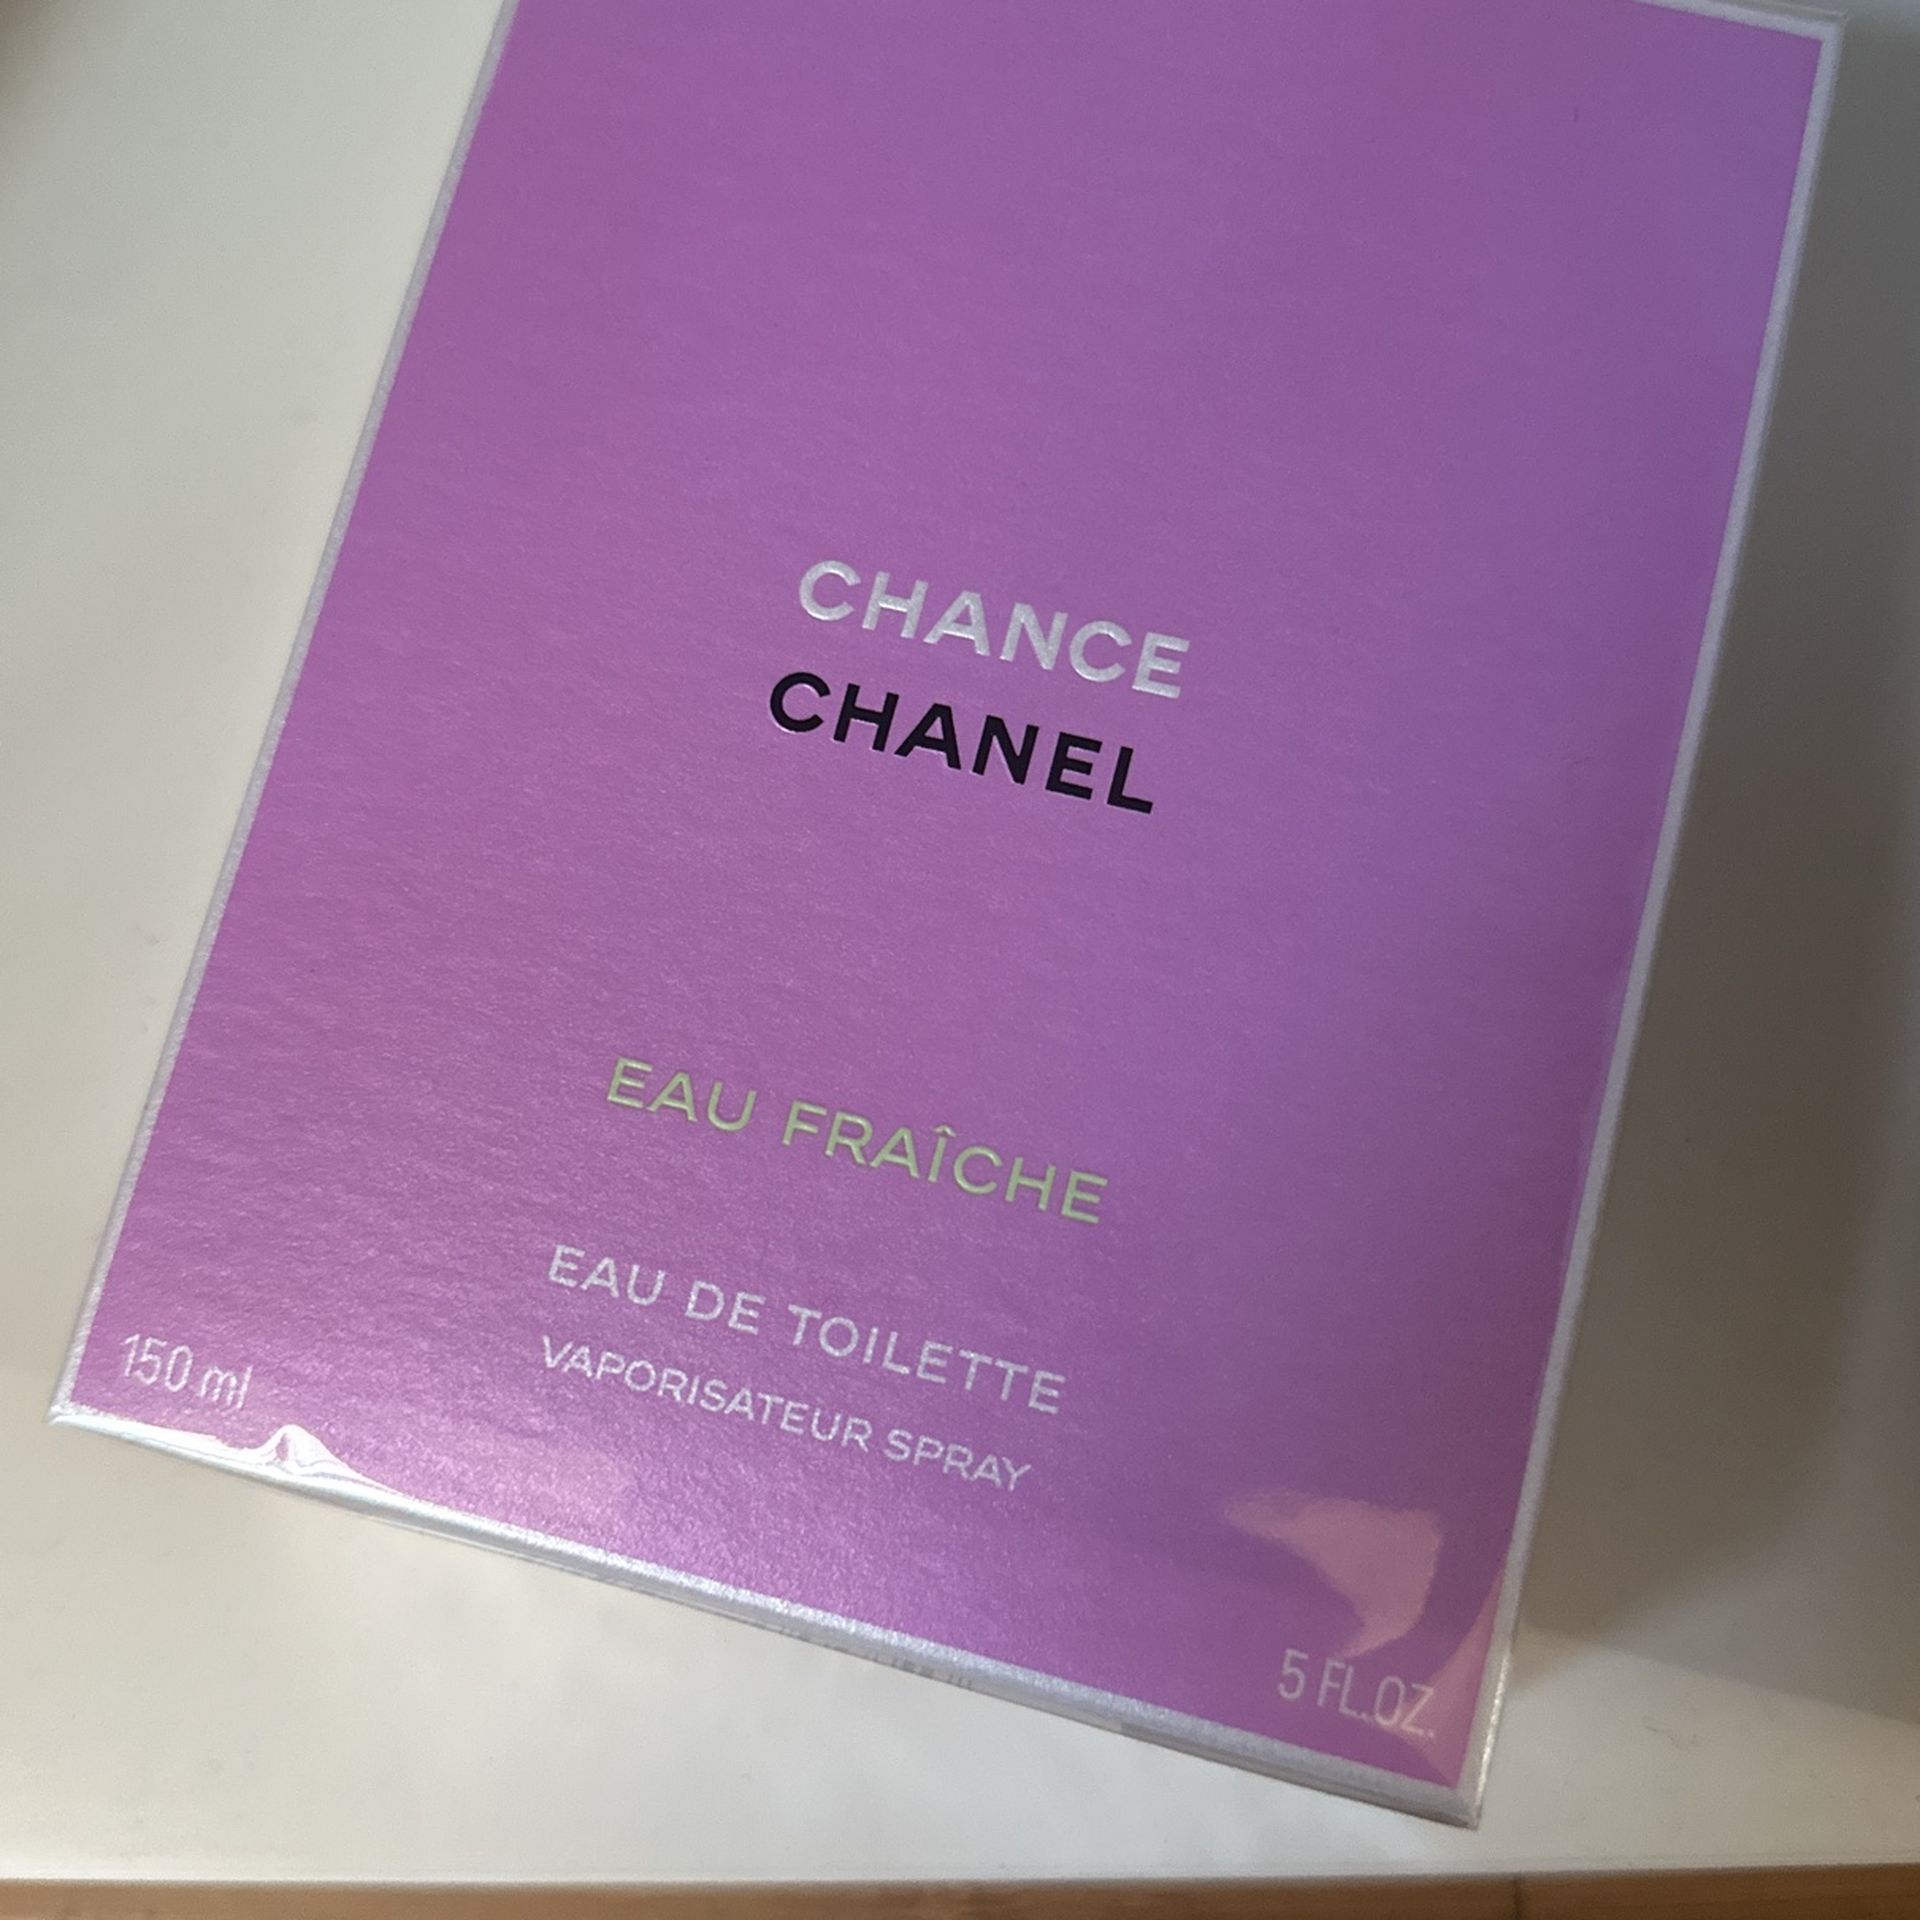 CHANCE
CHANEL
EAU FRAÎCHE
EAU DE TOILETTE
VAPORISATEUR SPRAY
150 ml
5 FL.OZ.